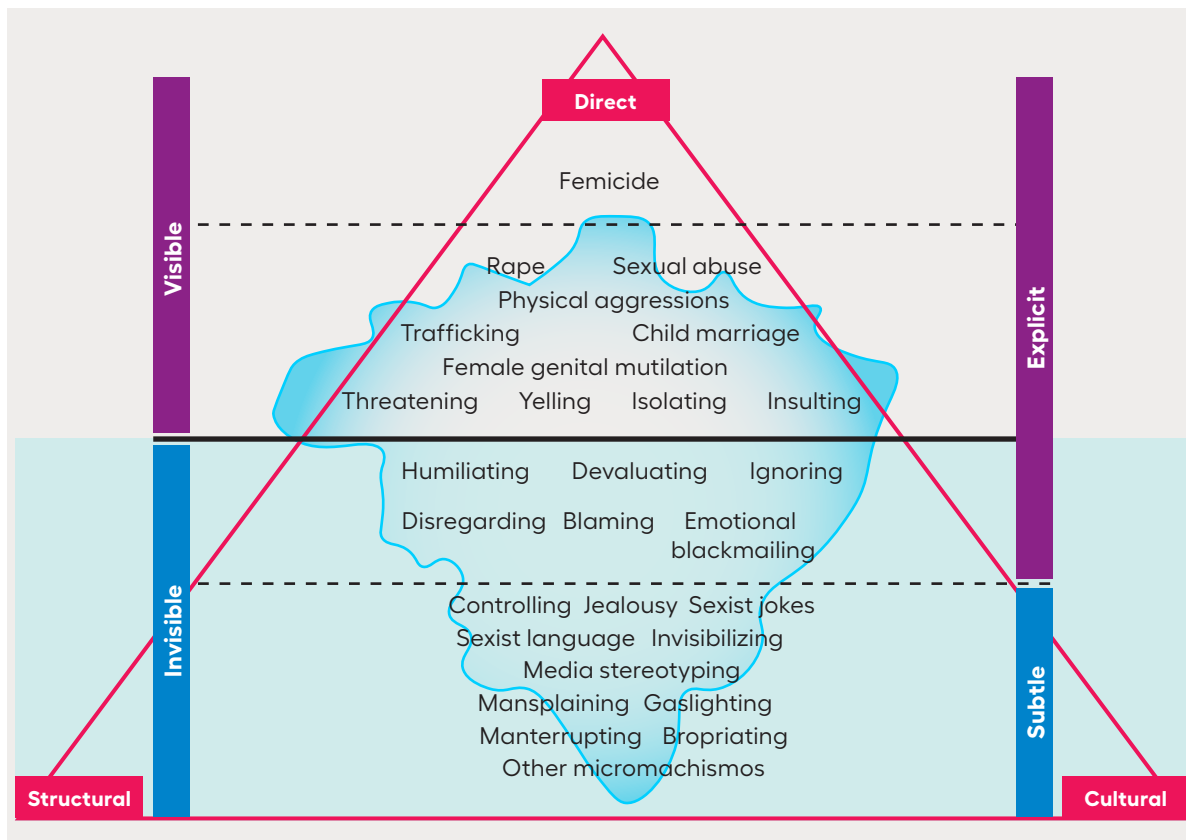 Direct
Femicide
Visible
Explicit
Rape Sexual abuse
Physical aggressions
Trafficking Child marriage
Female genital mutilation
Threatening Yelling Isolating Insulting
Humiliating Devaluating Ignoring
Disregarding Blaming Emotional
blackmailing
Invisible
Subtle
Controlling Jealousy Sexist jokes
Sexist language Invisibilizing
Media stereotyping
Mansplaining Gaslighting
Manterrupting Bropriating
Other micromachismos
Structural
Cultural